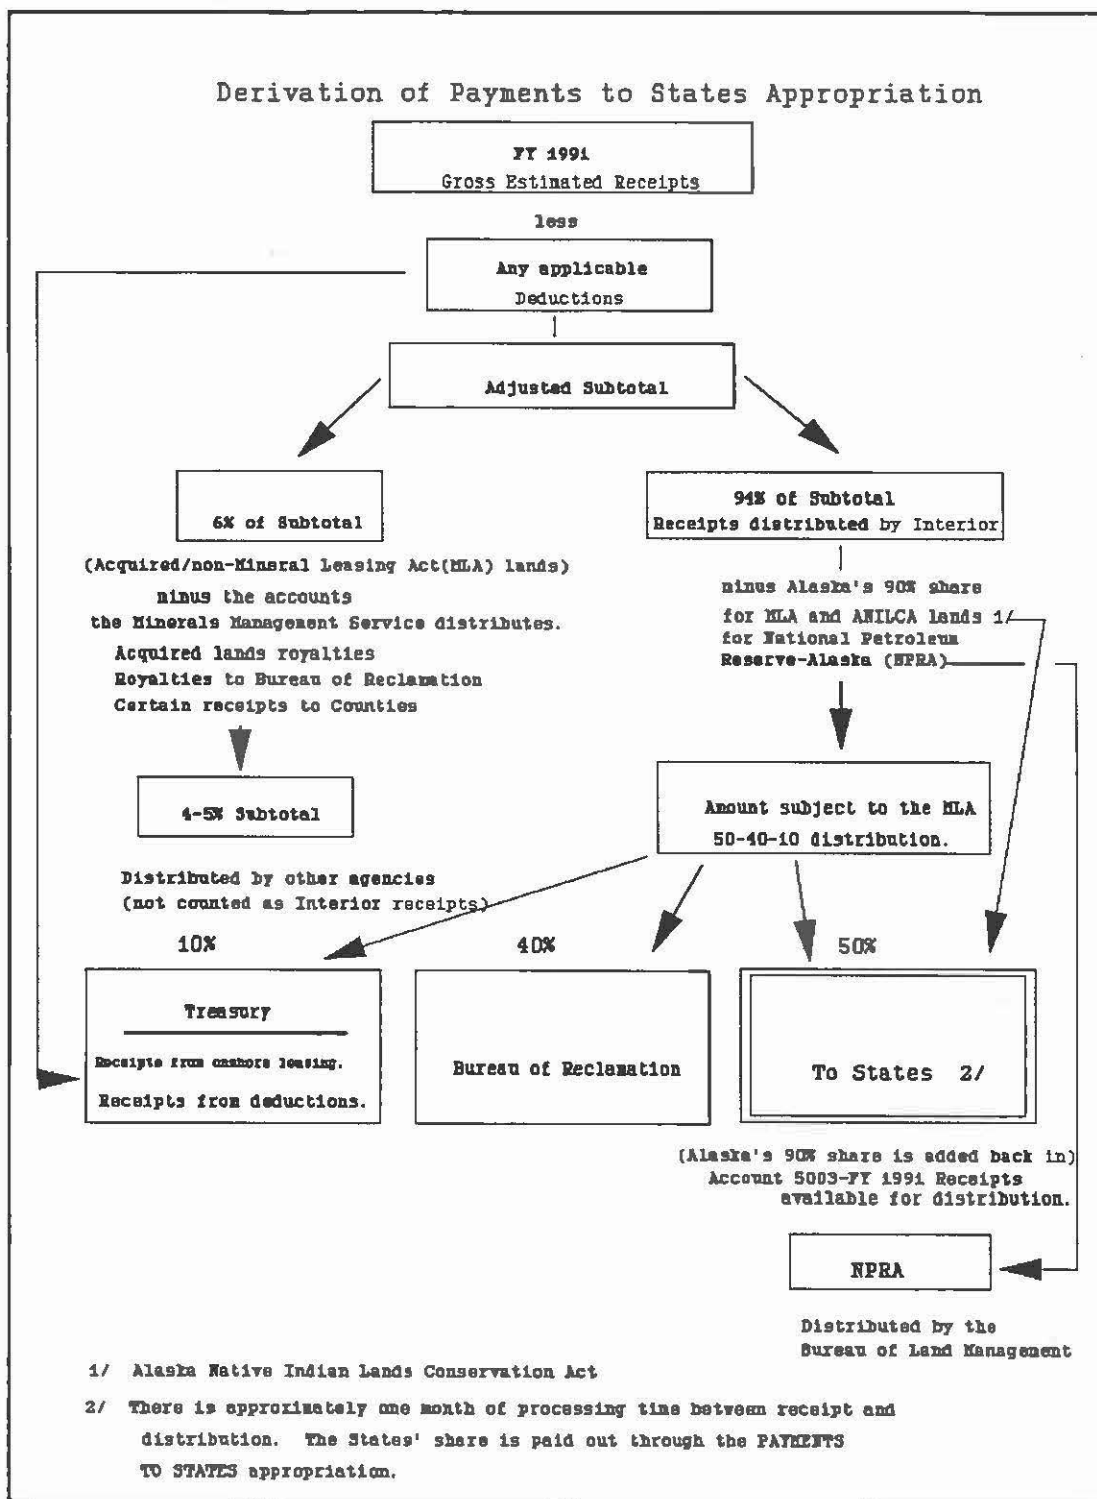 Derivation of Payments to States Appropriation
FY 1991
Gross Estimated Receipts
less
Any applicable
Deductions
Adjusted Subtotal
6% of Subtotal
94% of Subtotal
Receipts distributed by Interior
(Acquired/non-Mineral Leasing Act(MLA) lands)
minus the accounts
the Minerals Management Service distributes.
Acquired lands royalties
Royalties to Bureau of Reclamation
Certain receipts to Counties
minus Alaska's 90% share
for MLA and ANILCA lands 1/
for National Petroleum
Reserve-Alaska (NPRA)
4-5% Subtotal
Amount subject to the MLA
50-40-10 distribution.
Distributed by other agencies
(not counted as Interior receipts)
10%
40%
50%
Treasury
Receipts from onshore leasing.
Receipts from deductions.
Bureau of Reclamation
To States 2/
(Alaska's 90% share is added back in)
Account 5003-FY 1991 Receipts
available for distribution.
NPRA
Distributed by the
Bureau of Land Management
1/ Alaska Native Indian Lands Conservation Act
2/ There is approximately one month of processing time between receipt and
distribution. The States' share is paid out through the PAYMENTS
TO STATES appropriation.